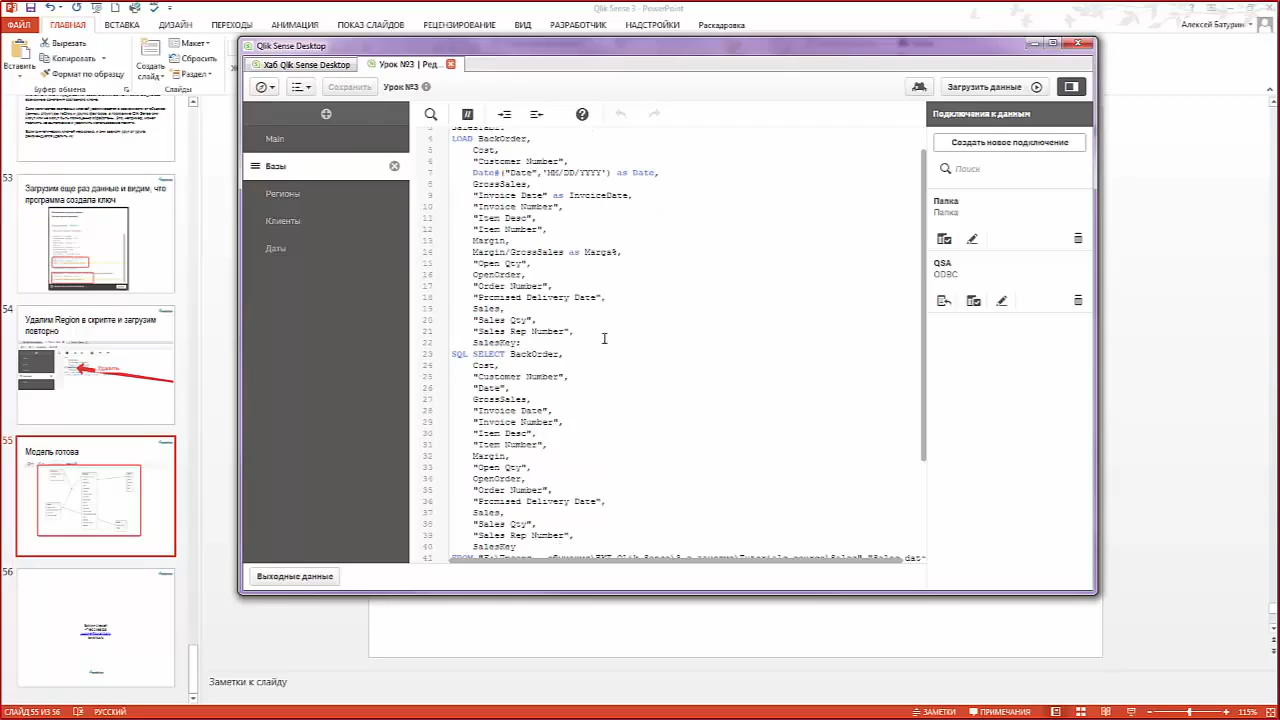 Qlik Sense 3 - PowerPoint
ФАЙЛ ГЛАВНАЯ ВСТАВКА ДИЗАЙН ПЕРЕХОДЫ АНИМАЦИЯ ПОКАЗ СЛАЙДОВ РЕЦЕНЗИРОВАНИЕ ВИД РАЗРАБОТЧИК НАДСТРОЙКИ Раскадровка
Алексей Батурин
Вставить
Вырезать
Копировать
Формат по образцу
Буфер обмена
Создать слайд
Макет
Сбросить
Раздел
Слайды
53
Загрузим еще раз данные и видим, что программа создала ключ
54
Удалим Region в скрипте и загрузим повторно
Удалить
55
Модель готова
56
Qlik Sense Desktop
Хаб Qlik Sense Desktop
Урок №3 | Ред...
Сохранить
Урок №3
Загрузить данные
Main
Базы
Регионы
Клиенты
Даты
Выходные данные
4 LOAD BackOrder,
5 Cost,
6 "Customer Number",
7 Date#("Date",'MM/DD/YYYY') as Date,
8 GrossSales,
9 "Invoice Date" as InvoiceDate,
10 "Invoice Number",
11 "Item Desc",
12 "Item Number",
13 Margin,
14 Margin/GrossSales as Marga%,
15 "Open Qty",
16 OpenOrder,
17 "Order Number",
18 "Promised Delivery Date",
19 Sales,
20 "Sales Qty",
21 "Sales Rep Number",
22 SalesKey;
23 SQL SELECT BackOrder,
24 Cost,
25 "Customer Number",
26 "Date",
27 GrossSales,
28 "Invoice Date",
29 "Invoice Number",
30 "Item Desc",
31 "Item Number",
32 Margin,
33 "Open Qty",
34 OpenOrder,
35 "Order Number",
36 "Promised Delivery Date",
37 Sales,
38 "Sales Qty",
39 "Sales Rep Number",
40 SalesKey
41
Подключения к данным
Создать новое подключение
Поиск
Папка
Папка
QSA
ODBC
Заметки к слайду
СЛАЙД 55 ИЗ 56 РУССКИЙ
ЗАМЕТКИ ПРИМЕЧАНИЯ 115%